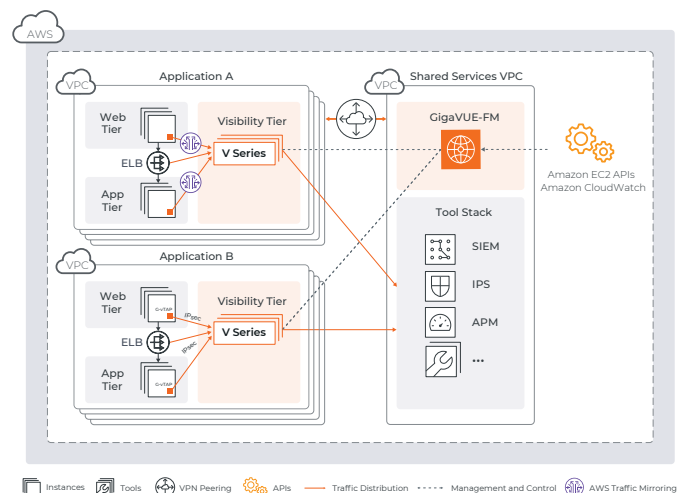 AWS
VPC
Application A
Web
Tier
ELB
App
Tier
Visibility Tier
V Series
VPC
Application B
Web
Tier
G-vTAP
IPsec
ELB
IPsec
App
Tier
G-vTAP
Visibility Tier
V Series
VPC
Shared Services VPC
GigaVUE-FM
Tool Stack
SIEM
IPS
APM
...
Amazon EC2 APIs
Amazon CloudWatch
Instances
Tools
VPN Peering
APIs
Traffic Distribution
Management and Control
AWS Traffic Mirroring